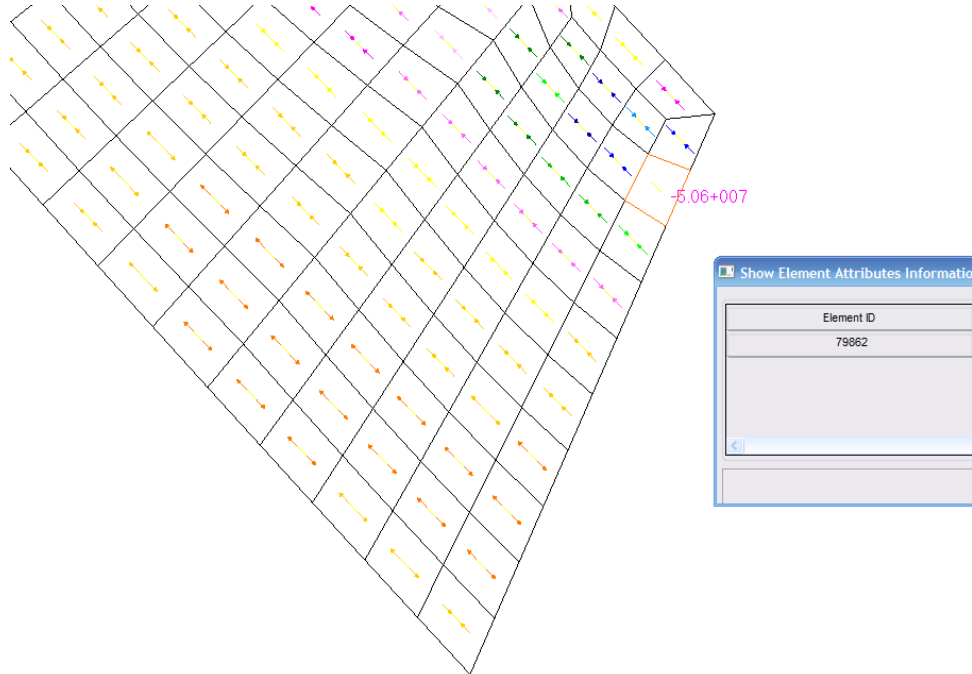 -5.06+007
Show Element Attributes Informatio
Element ID
79862